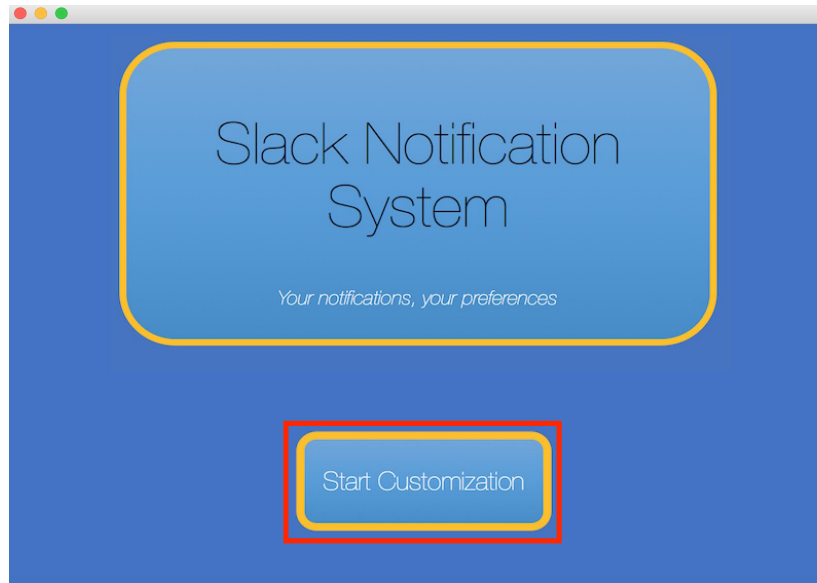 Slack Notification
System
Your notifications, your preferences
Start Customization